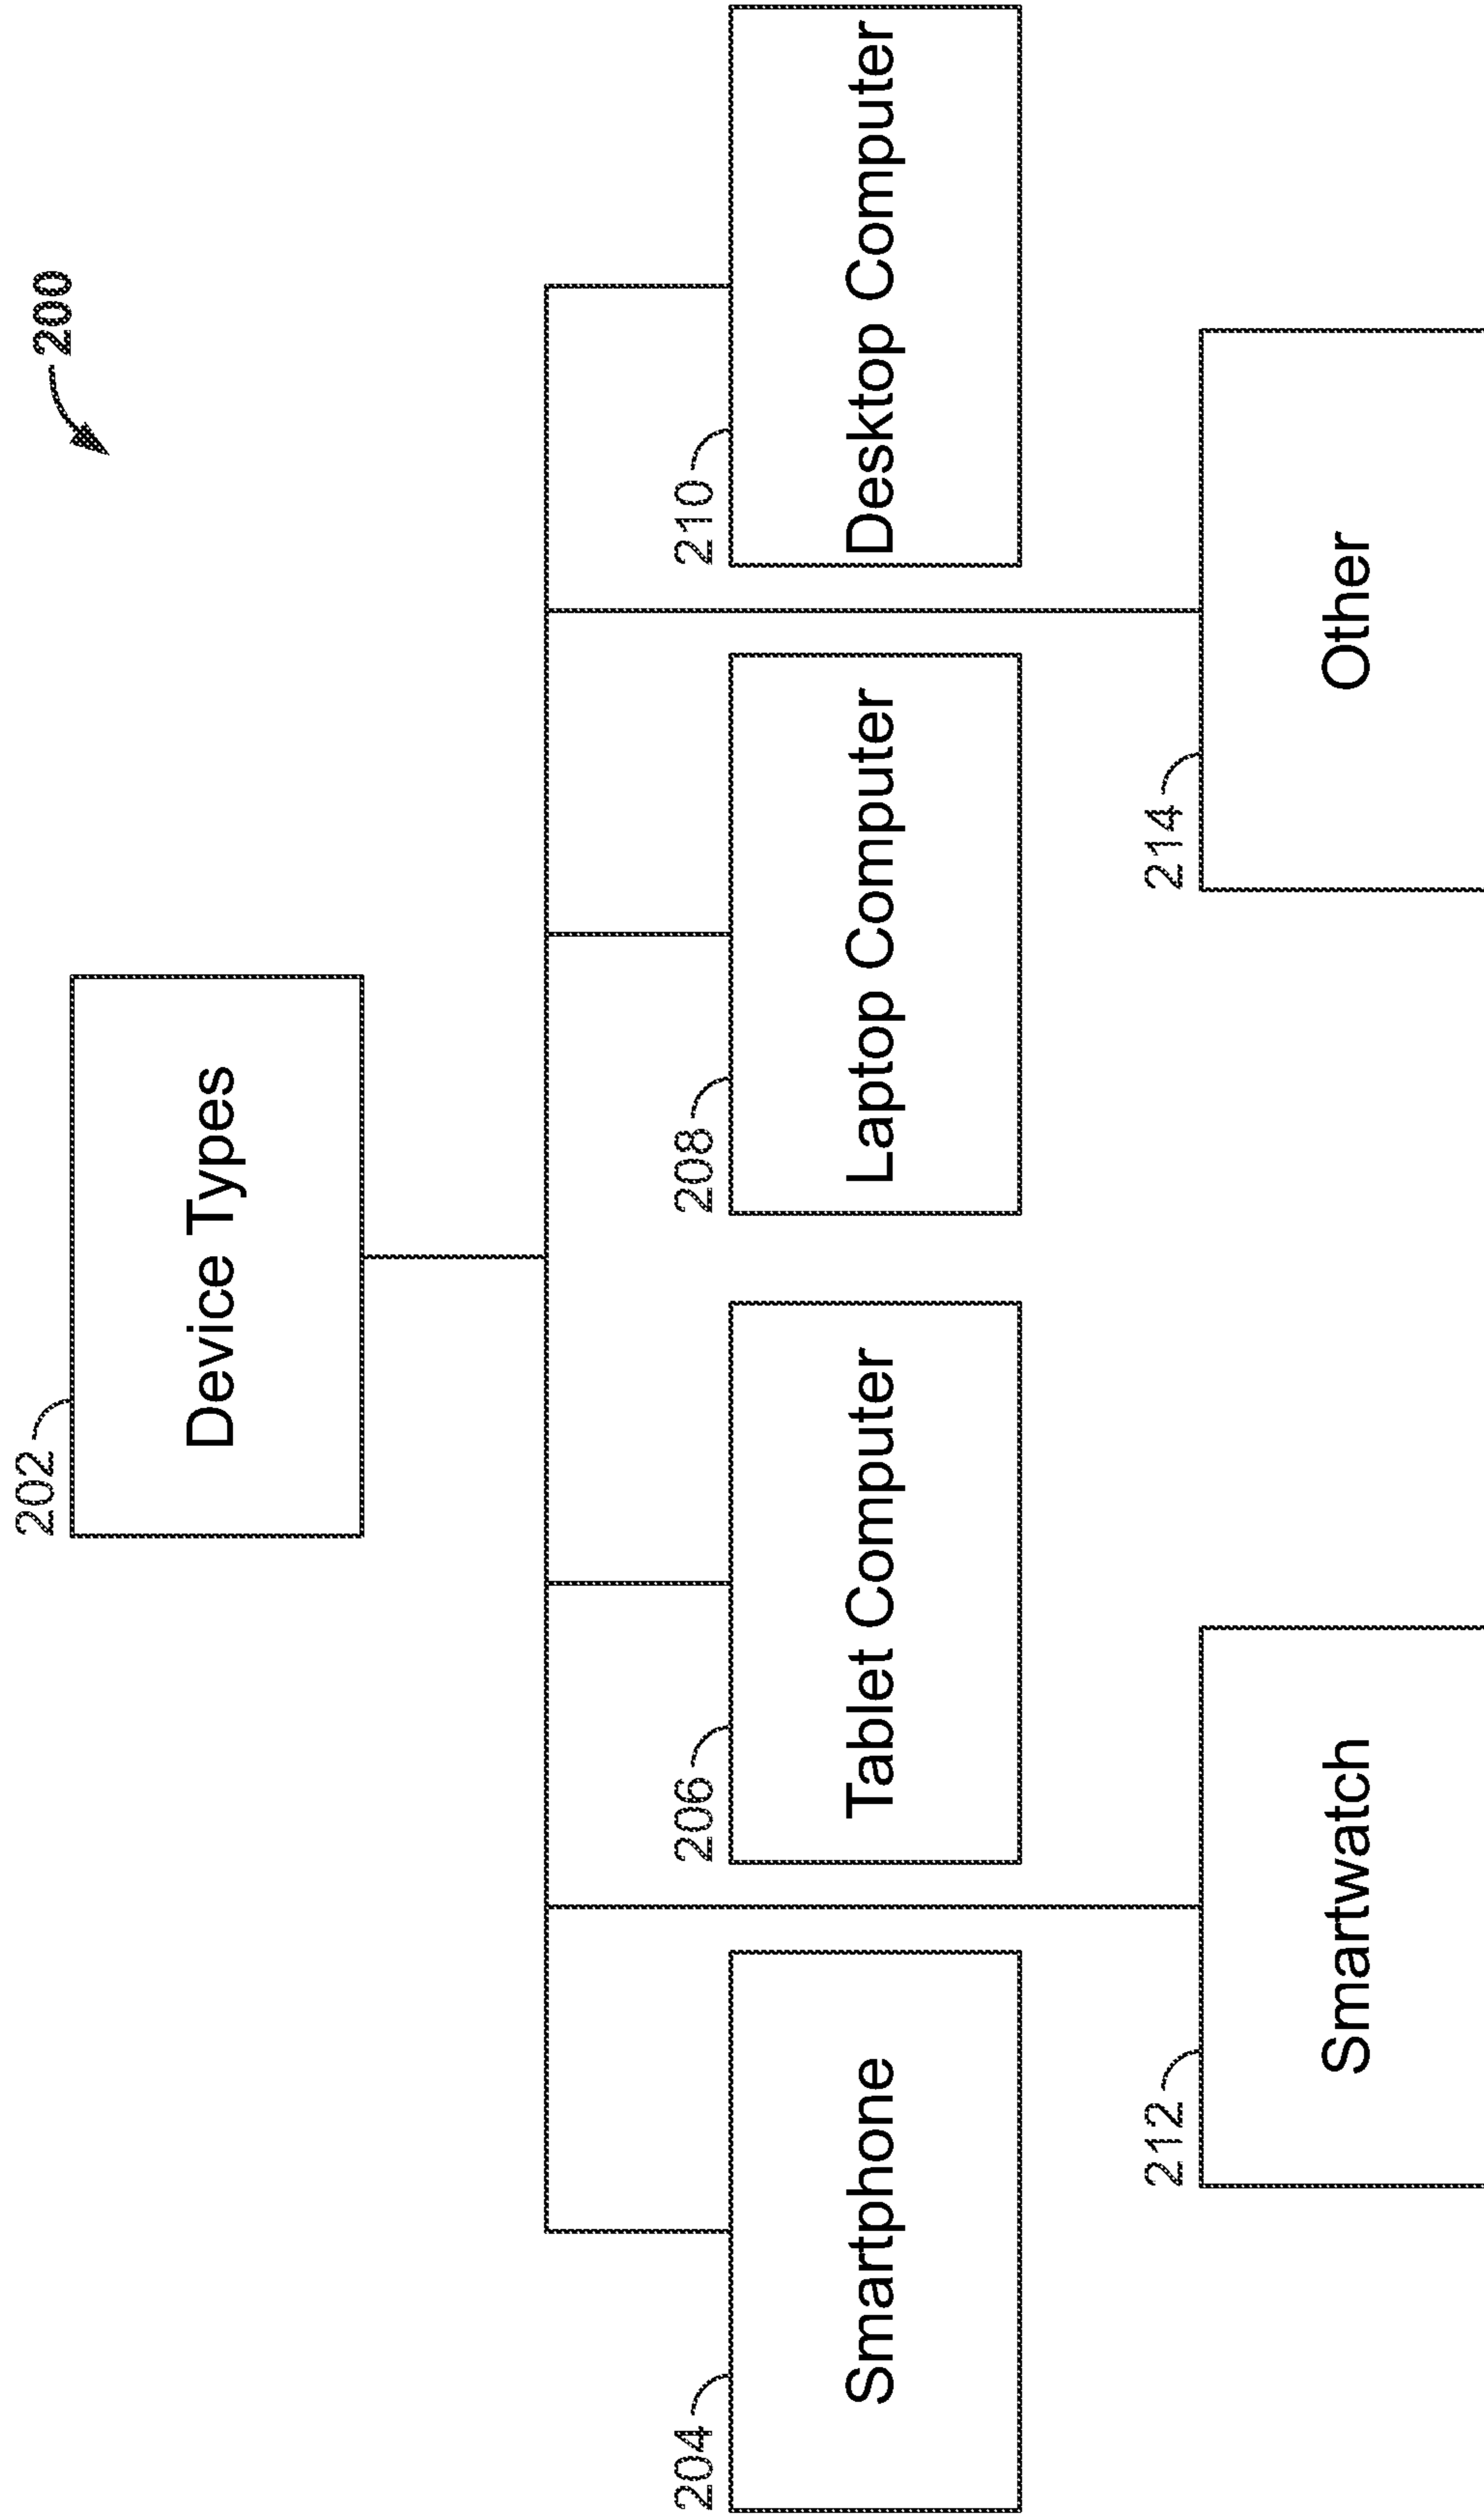 200
202
Device Types
204
Smartphone
206
Tablet Computer
208
Laptop Computer
210
Desktop Computer
212
Smartwatch
214
Other